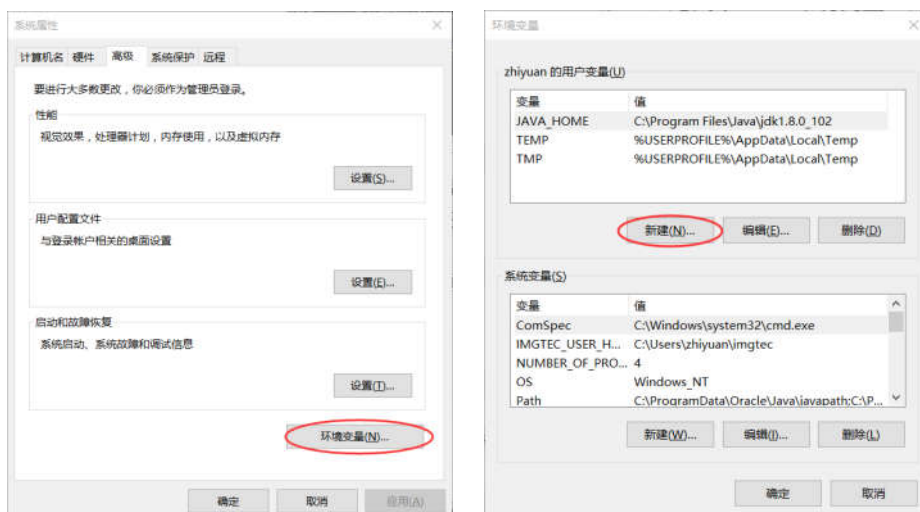 系统属性
计算机名 硬件 高级 系统保护 远程
要进行大多数更改，你必须作为管理员登录。
性能
视觉效果，处理器计划，内存使用，以及虚拟内存
设置(S)...
用户配置文件
与登录帐户相关的桌面设置
设置(E)...
启动和故障恢复
系统启动、系统故障和调试信息
设置(T)...
环境变量(N)...
确定 取消 应用(A)
环境变量
zhiyuan 的用户变量(U)
变量 值
JAVA_HOME C:\Program Files\Java\jdk1.8.0_102
TEMP %USERPROFILE%\AppData\Local\Temp
TMP %USERPROFILE%\AppData\Local\Temp
新建(N)... 编辑(E)... 删除(D)
系统变量(S)
变量 值
ComSpec C:\Windows\system32\cmd.exe
IMGTEC_USER_H... C:\Users\zhiyuan\imgtec
NUMBER_OF_PRO... 4
OS Windows_NT
Path C:\ProgramData\Oracle\Java\javapath;C:\P...
新建(W)... 编辑(I)... 删除(L)
确定 取消